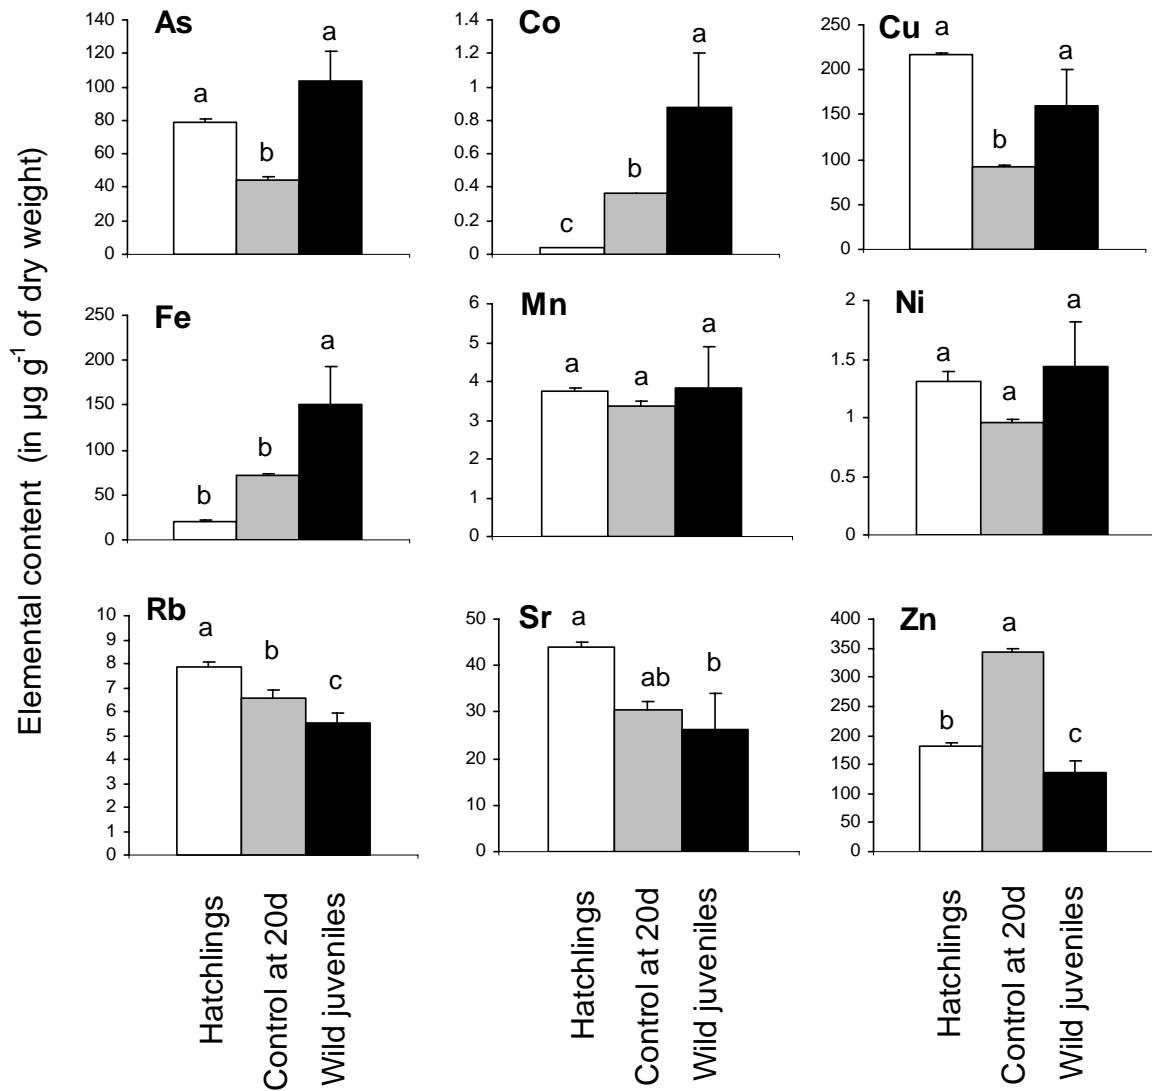 Elemental content (in µg g-1 of dry weight)
As
140
120
100
80
60
40
20
0
a
b
a
Co
1.4
1.2
1
0.8
0.6
0.4
0.2
0
c
b
a
Cu
250
200
150
100
50
0
a
b
a
Fe
250
200
150
100
50
0
b
b
a
Mn
6
5
4
3
2
1
0
a
a
a
Ni
2
1.5
1
0.5
0
a
a
a
Rb
10
9
8
7
6
5
4
3
2
1
0
a
b
c
Sr
50
40
30
20
10
0
a
ab
b
Zn
400
350
300
250
200
150
100
50
0
b
a
c
Hatchlings
Control at 20d
Wild juveniles
Hatchlings
Control at 20d
Wild juveniles
Hatchlings
Control at 20d
Wild juveniles